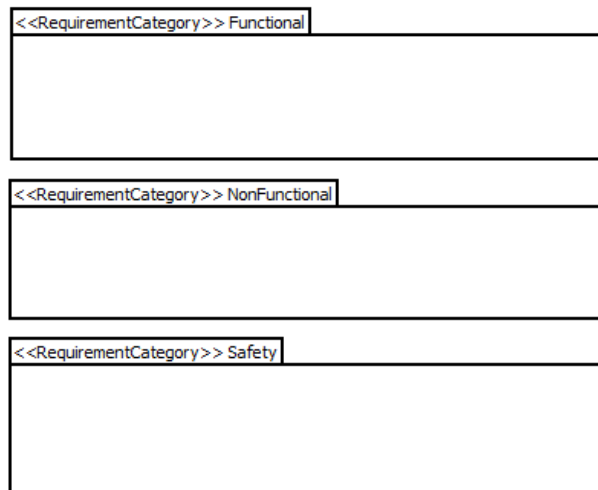 <<RequirementCategory>> Functional
<<RequirementCategory>> NonFunctional
<<RequirementCategory>> Safety